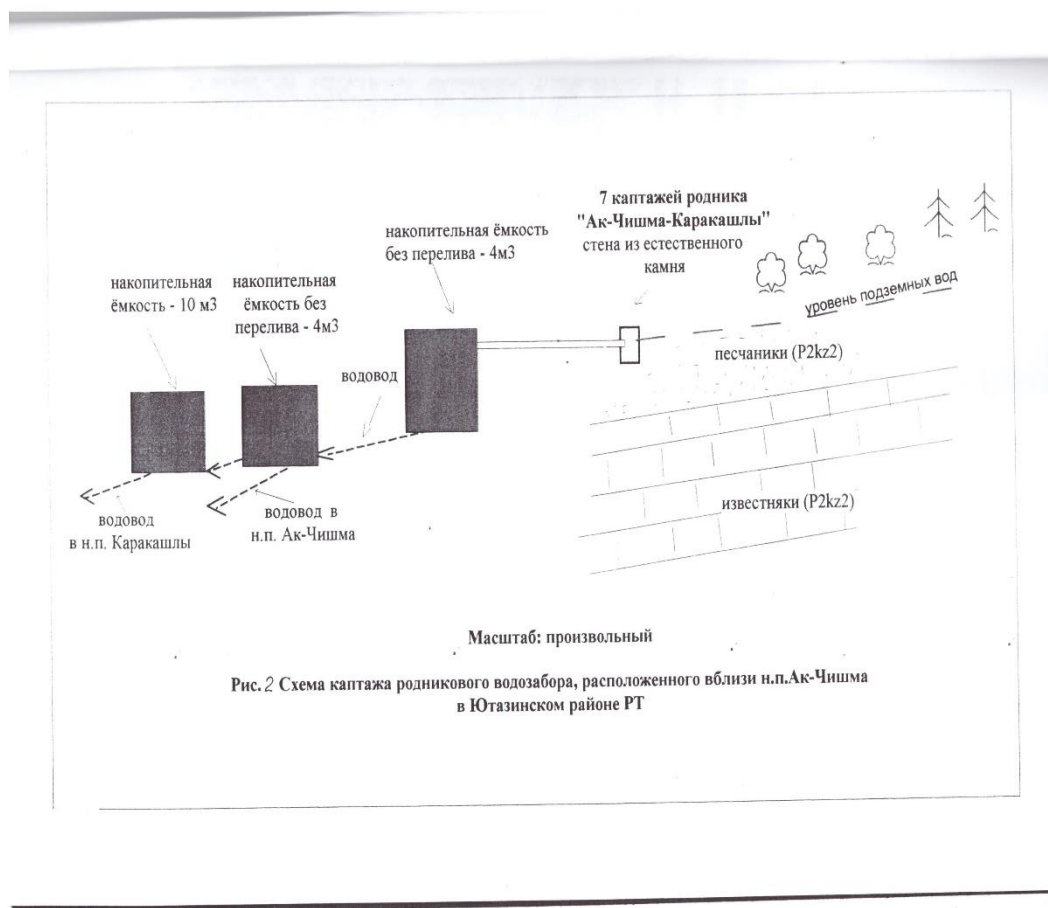 7 каптажей родника
"Ак-Чишма-Каракашлы"
стена из естественного
камня
накопительная ёмкость
без перелива - 4м3
накопительная
ёмкость - 10 м3
накопительная
ёмкость без
перелива - 4м3
уровень подземных вод
песчаники (P2kz2)
водовод
известняки (P2kz2)
водовод
в н.п. Каракашлы
водовод в
н.п. Ак-Чишма
Масштаб: произвольный
Рис. 2 Схема каптажа родникового водозабора, расположенного вблизи н.п.Ак-Чишма
в Ютазинском районе РТ